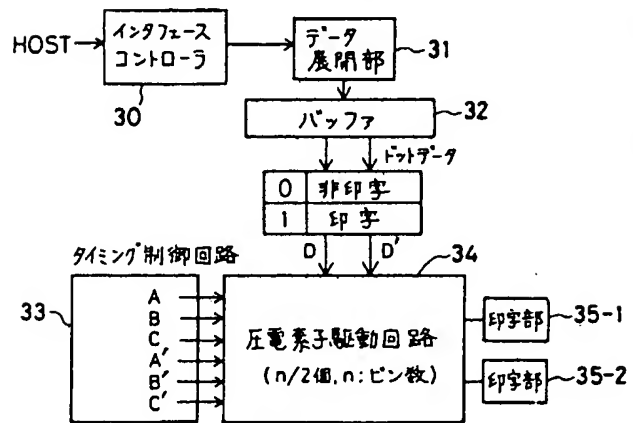 HOST
インタフェース
コントローラ
30
データ
展開部
31
バッファ
32
ドットデータ
0 非印字
1 印字
D D'
タイミング制御回路
33
A
B
C
A'
B'
C'
34
圧電素子駆動回路
(n/2個,n:ピン数)
印字部 35-1
印字部 35-2